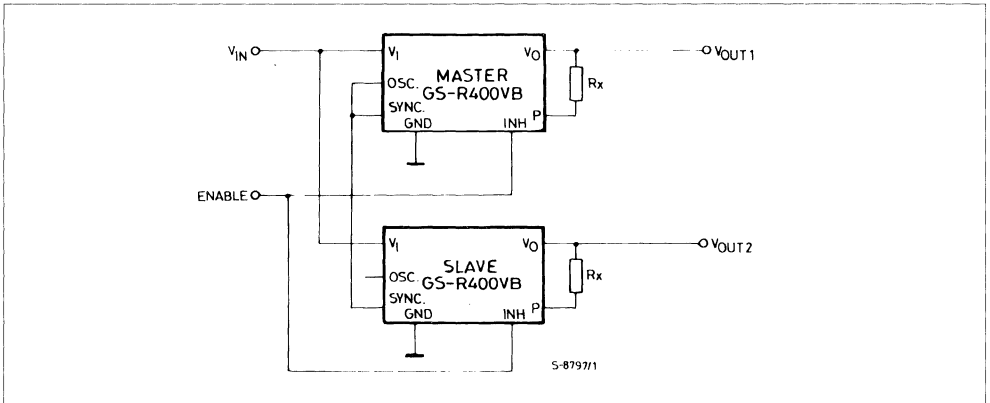 VIN
VI
VO
VOUT1
OSC.
MASTER
GS-R400VB
Rx
SYNC.
GND
INH
P
ENABLE
VI
VO
VOUT2
OSC.
SLAVE
GS-R400VB
Rx
SYNC.
GND
INH
P
S-8797/1